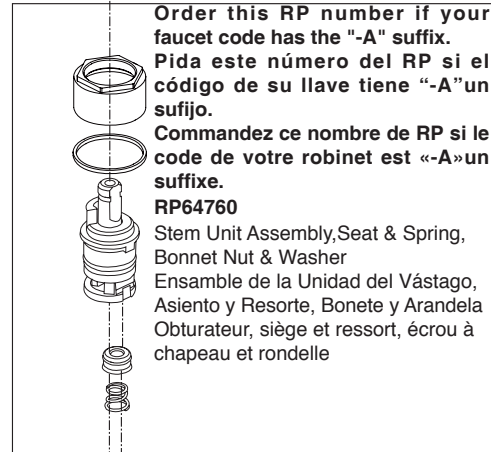 Order this RP number if your
faucet code has the "-A" suffix.
Pida este número del RP si el
código de su llave tiene “-A”un
sufijo.
Commandez ce nombre de RP si le
code de votre robinet est «-A»un
suffixe.
RP64760
Stem Unit Assembly,Seat & Spring,
Bonnet Nut & Washer
Ensamble de la Unidad del Vástago,
Asiento y Resorte, Bonete y Arandela
Obturateur, siège et ressort, écrou à
chapeau et rondelle